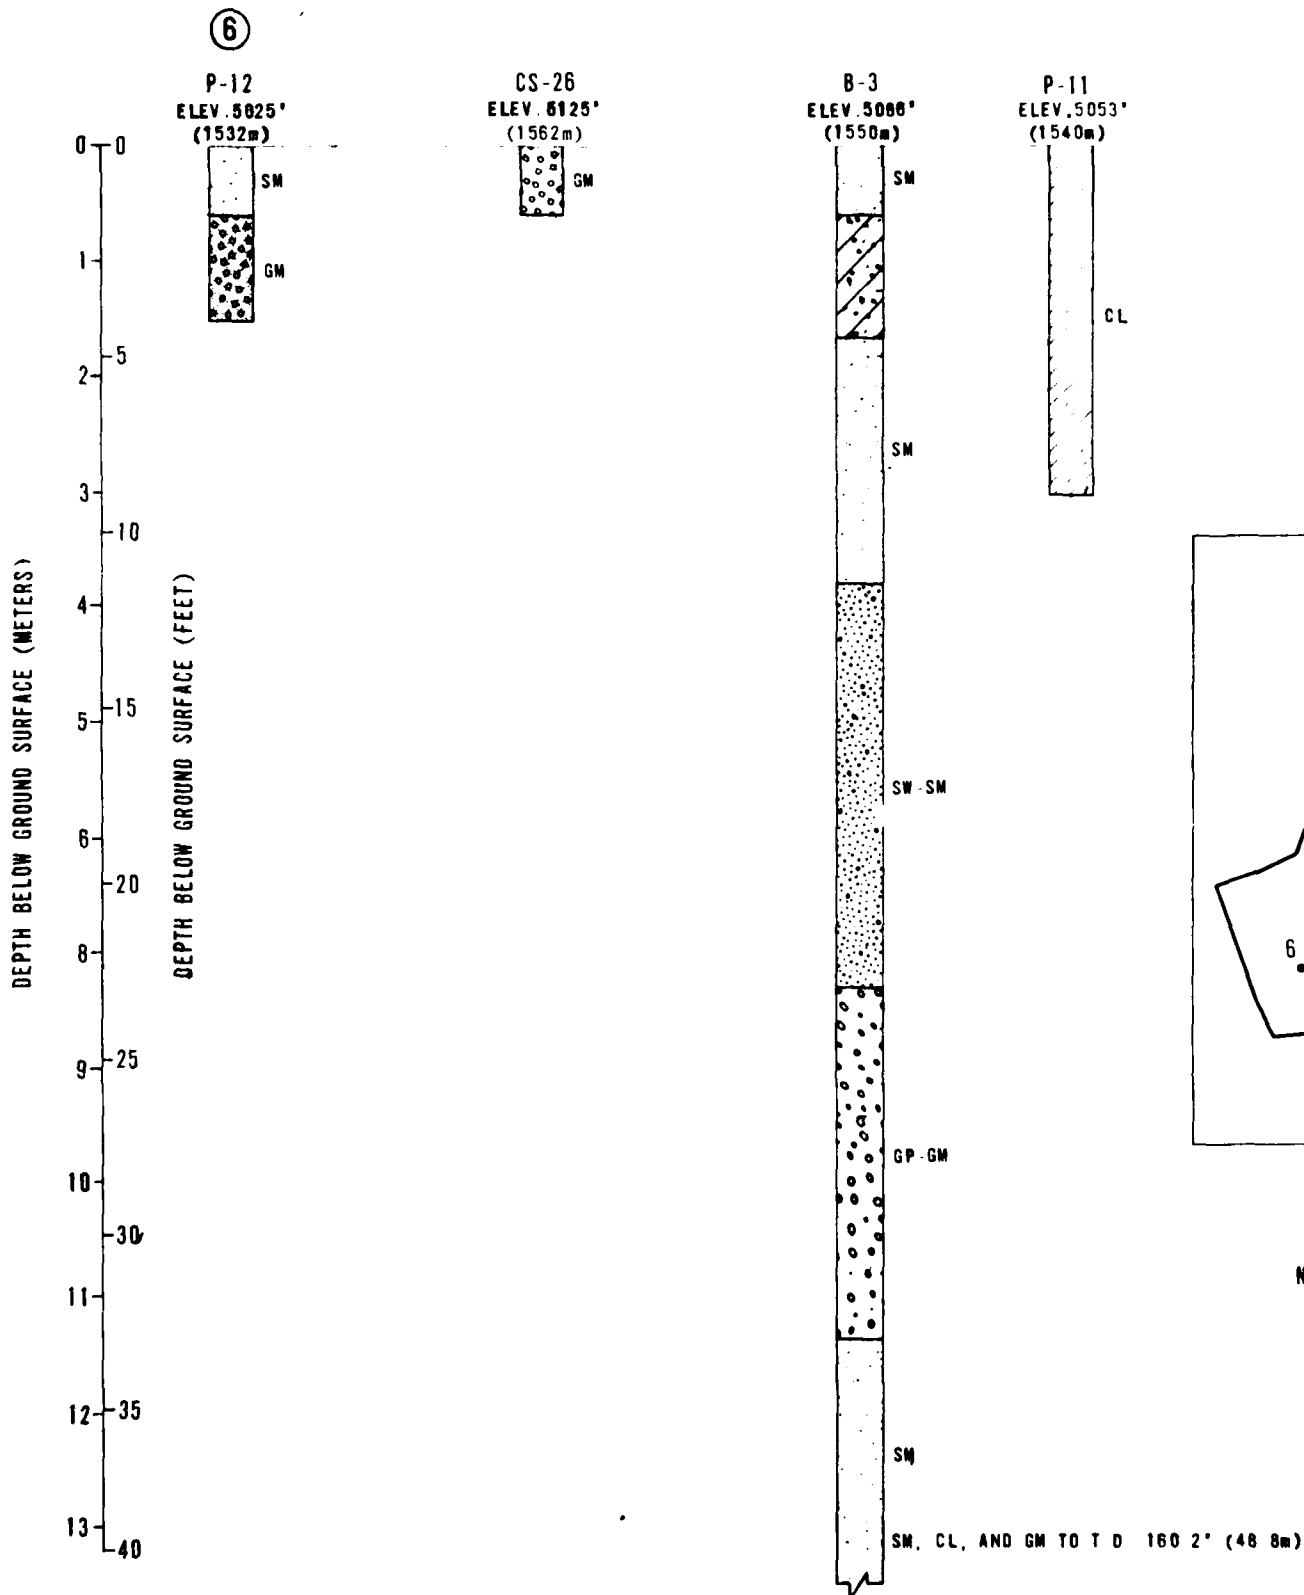 6
P-12
ELEV. 5025'
(1532m)
CS-26
ELEV. 5125'
(1562m)
B-3
ELEV. 5086'
(1550m)
P-11
ELEV. 5053'
(1540m)
SM
GM
GM
SM
SM
SW-SM
GP-GM
SM
SM, CL, AND GM TO T D 160 2' (48 8m)
CL
DEPTH BELOW GROUND SURFACE (METERS)
0
1
2
3
4
5
6
8
9
10
11
12
13
DEPTH BELOW GROUND SURFACE (FEET)
0
5
10
15
20
25
30
35
40
6
N